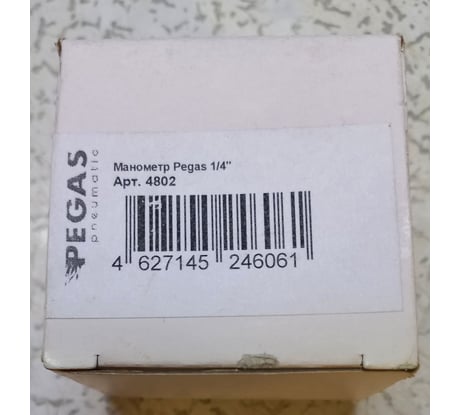 PEGAS
pneumatic
Манометр Pegas 1/4"
Арт. 4802
4 627145 246061